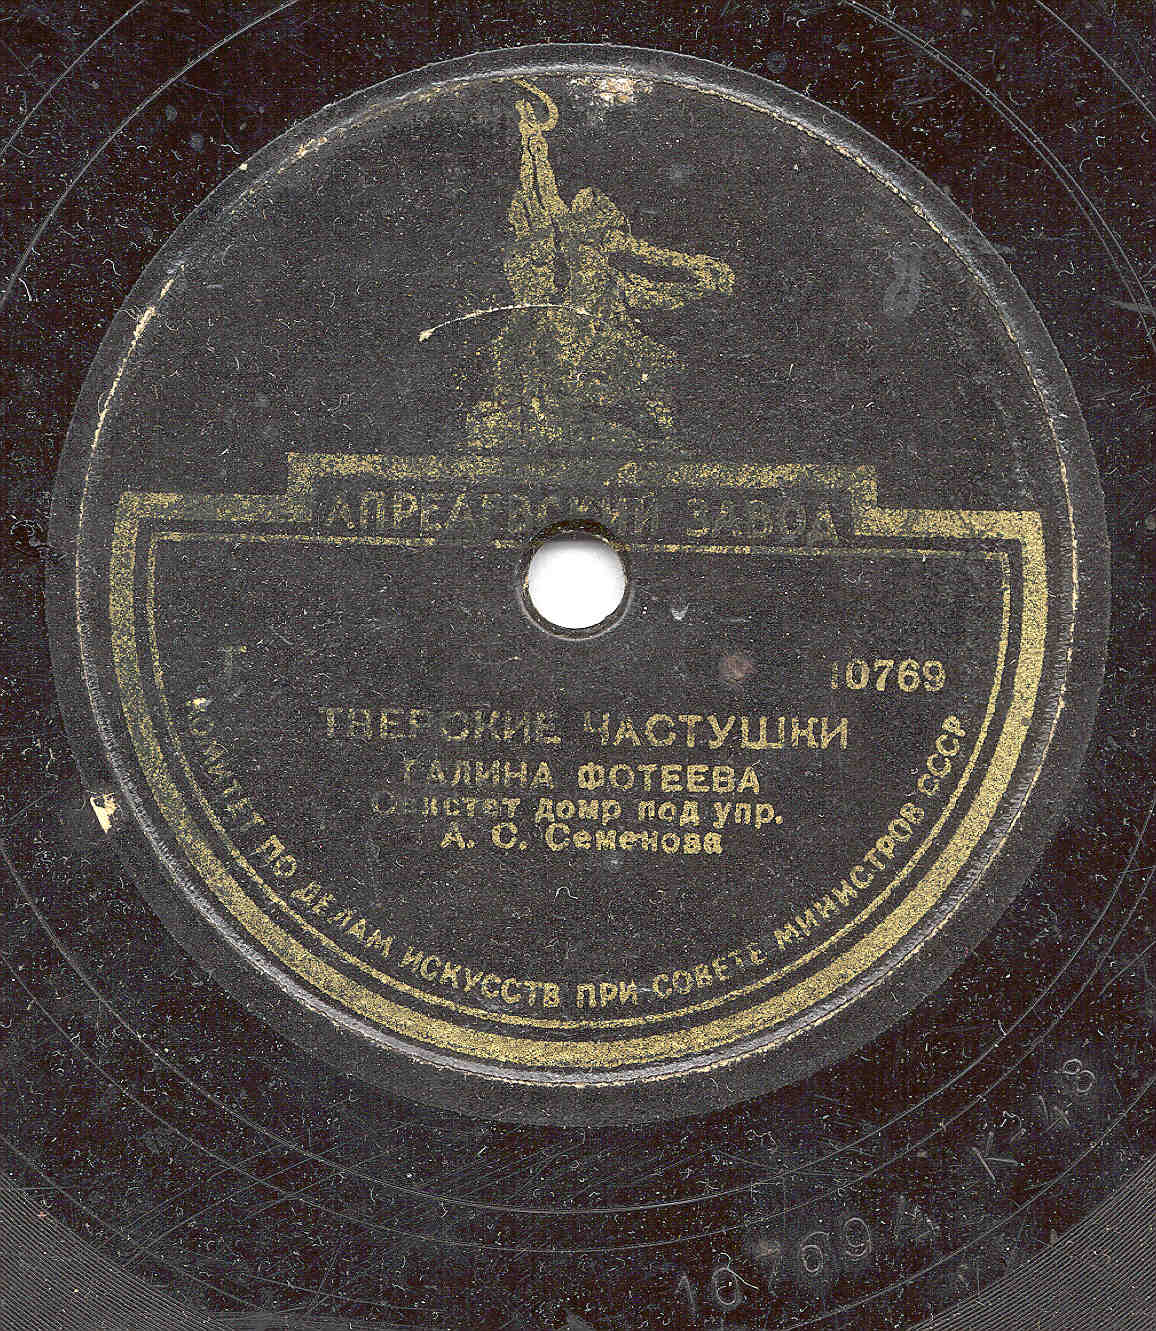 АПРЕЛЕВСКИЙ ЗАВОД
Г
10769
ТВЕРСКИЕ ЧАСТУШКИ
ГАЛИНА ФОТЕЕВА
Секстет домр под упр.
А. С. Семенова
КОМИТЕТ ПО ДЕЛАМ ИСКУССТВ ПРИ СОВЕТЕ МИНИСТРОВ СССР
10769